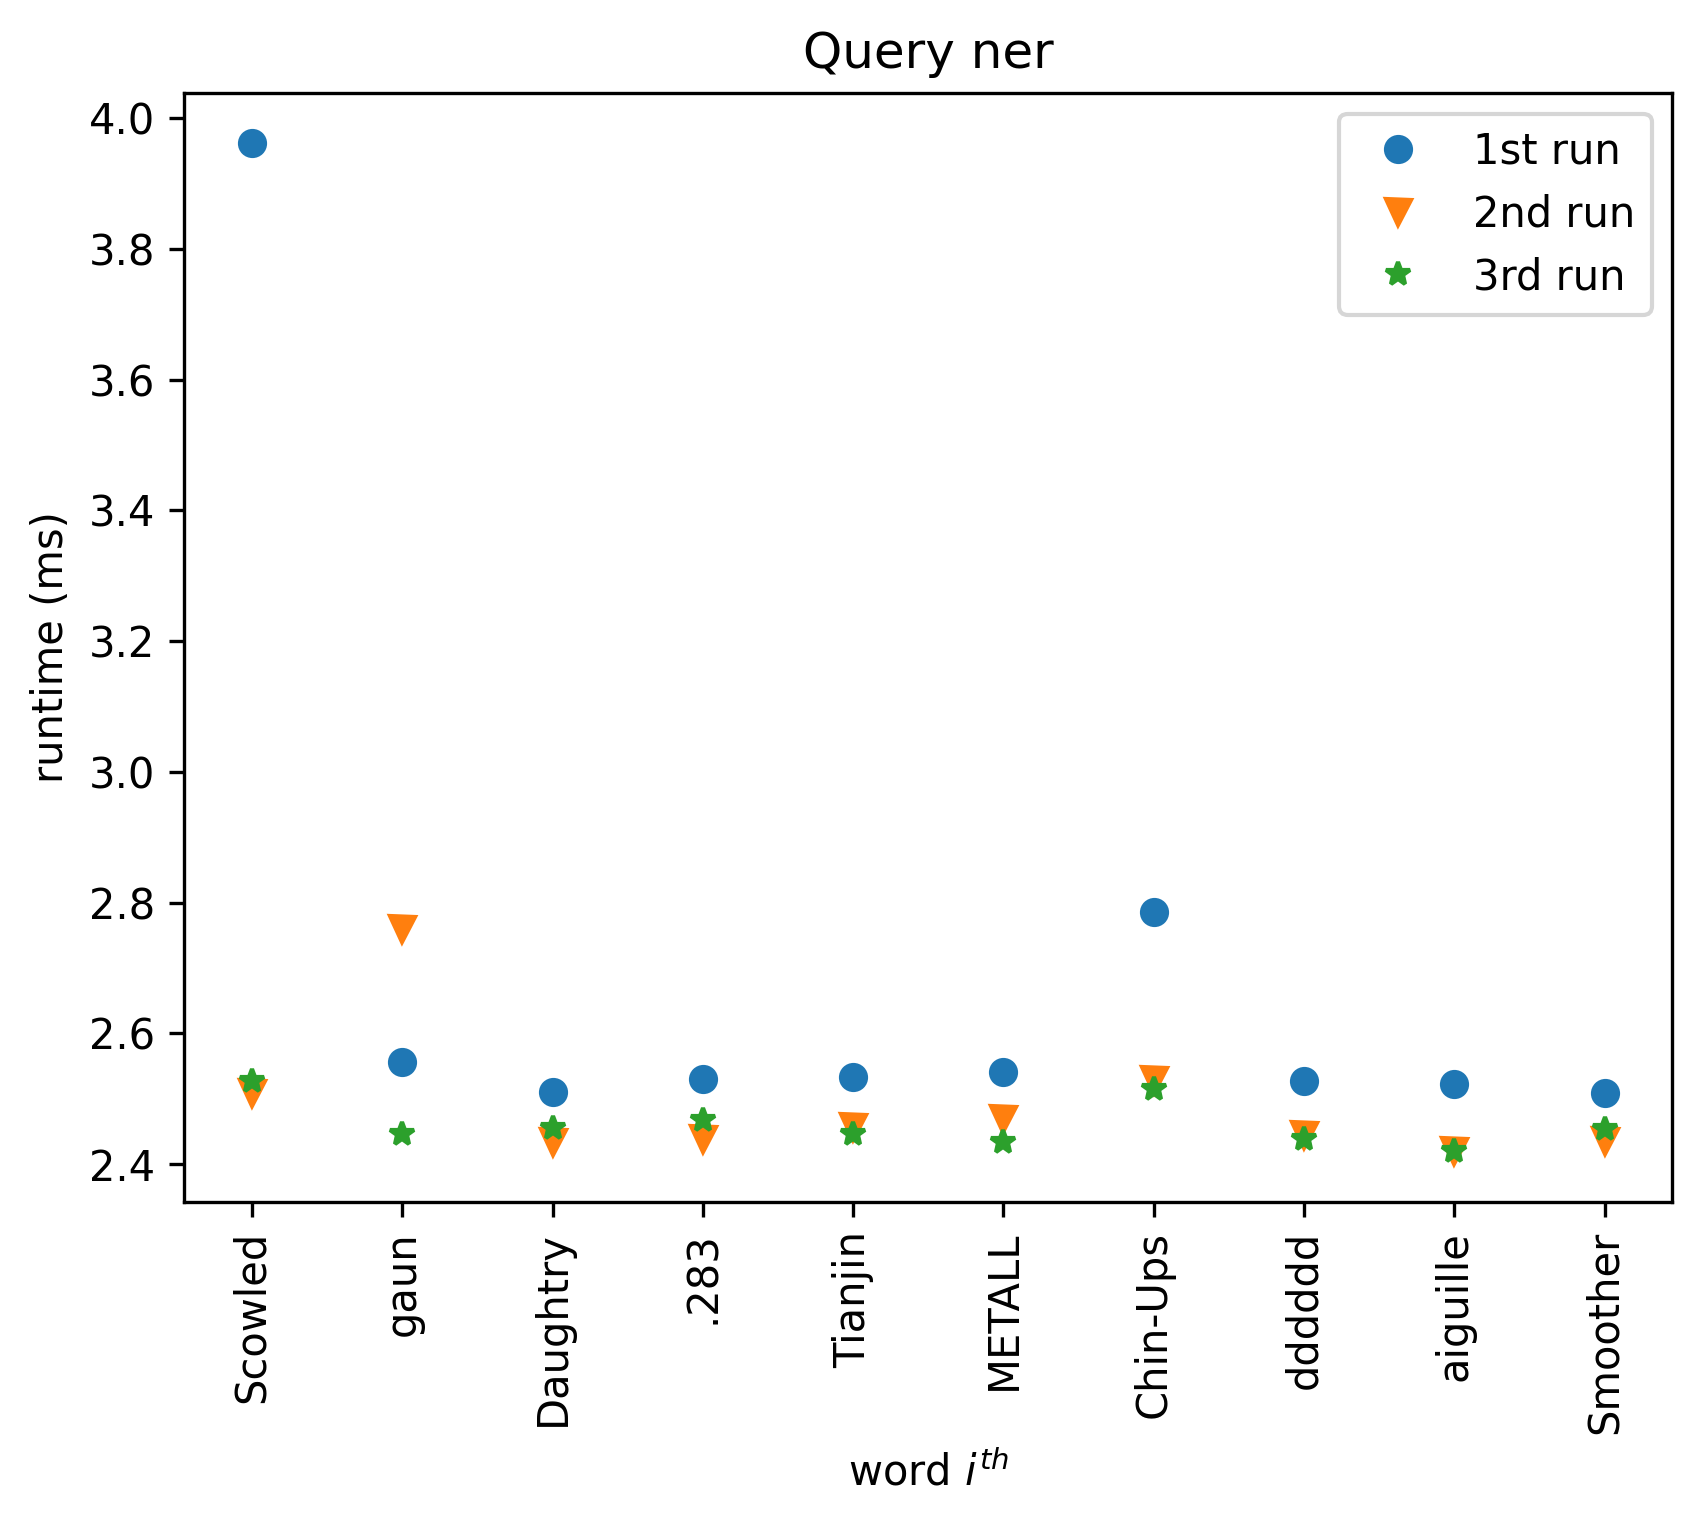 Query ner
4.0
3.8
3.6
3.4
3.2
3.0
2.8
2.6
2.4
runtime (ms)
1st run
2nd run
3rd run
Scowled
gaun
Daughtry
.283
Tianjin
METALL
Chin-Ups
ddddddd
aiguille
Smoother
word i^th